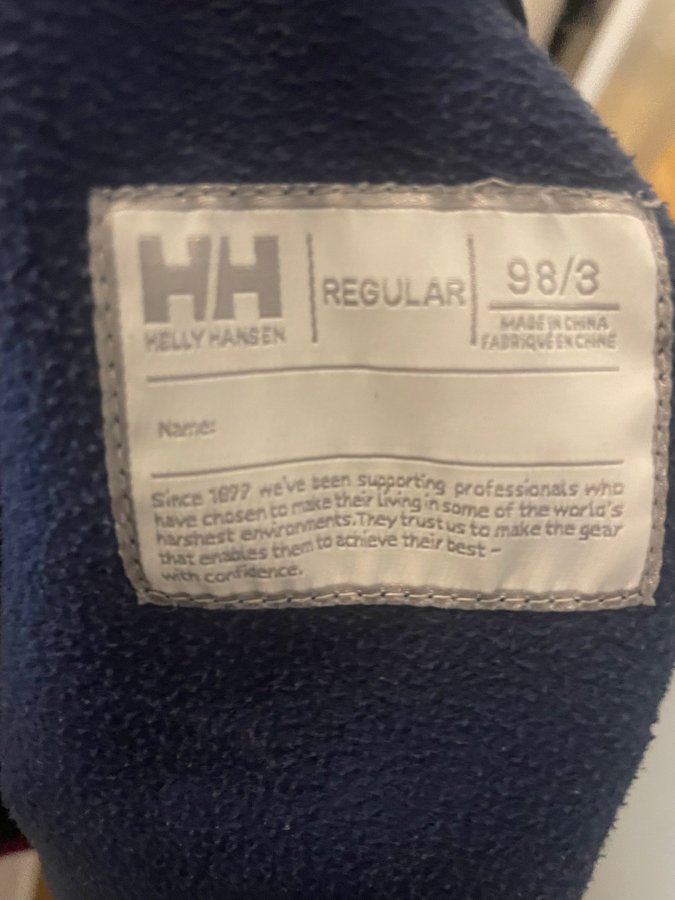 HH
HELLY HANSEN
REGULAR
98/3
MADE IN CHINA
FABRIQUÉ EN CHINE
Name:
Since 1877 we've been supporting professionals who
have chosen to make their living in some of the world's
harshest environments. They trust us to make the gear
that enables them to achieve their best -
with confidence.